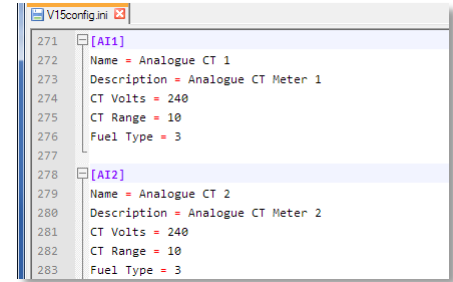 V15config.ini
271 [AI1]
272 Name = Analogue CT 1
273 Description = Analogue CT Meter 1
274 CT Volts = 240
275 CT Range = 10
276 Fuel Type = 3
277
278 [AI2]
279 Name = Analogue CT 2
280 Description = Analogue CT Meter 2
281 CT Volts = 240
282 CT Range = 10
283 Fuel Type = 3